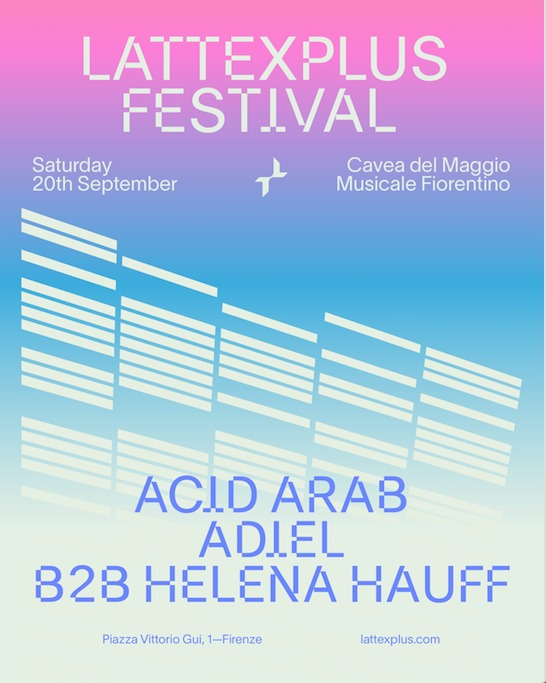 LATTEXPLUS
FESTIVAL
Saturday
20th September
Cavea del Maggio
Musicale Fiorentino
ACID ARAB
ADIEL
B2B HELENA HAUFF
Piazza Vittorio Gui, 1—Firenze
lattexplus.com